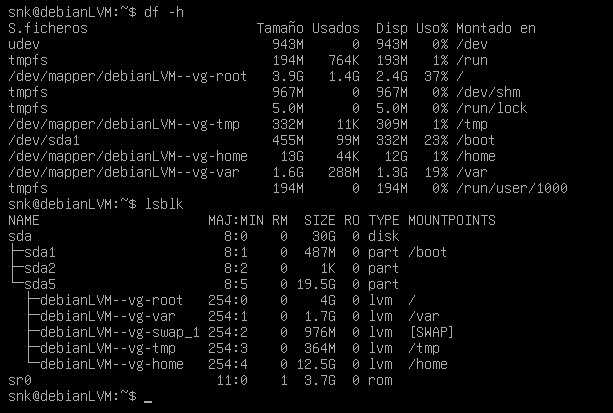 snk@debianLVM:~$ df -h
S.ficheros                       Tamaño Usados  Disp Uso% Montado en
udev                               943M      0  943M   0% /dev
tmpfs                              194M   764K  193M   1% /run
/dev/mapper/debianLVM--vg-root     3.9G   1.4G  2.4G  37% /
tmpfs                              967M      0  967M   0% /dev/shm
tmpfs                              5.0M      0  5.0M   0% /run/lock
/dev/mapper/debianLVM--vg-tmp      332M    11K  309M   1% /tmp
/dev/sda1                          455M    99M  332M  23% /boot
/dev/mapper/debianLVM--vg-home      13G    44K   12G   1% /home
/dev/mapper/debianLVM--vg-var      1.6G   288M  1.3G  19% /var
tmpfs                              194M      0  194M   0% /run/user/1000
snk@debianLVM:~$ lsblk
NAME                      MAJ:MIN RM  SIZE RO TYPE MOUNTPOINTS
sda                         8:0    0   30G  0 disk
├─sda1                      8:1    0  487M  0 part /boot
├─sda2                      8:2    0    1K  0 part
└─sda5                      8:5    0 19.5G  0 part
  ├─debianLVM--vg-root    254:0    0    4G  0 lvm  /
  ├─debianLVM--vg-var     254:1    0  1.7G  0 lvm  /var
  ├─debianLVM--vg-swap_1  254:2    0  976M  0 lvm  [SWAP]
  ├─debianLVM--vg-tmp     254:3    0  364M  0 lvm  /tmp
  └─debianLVM--vg-home    254:4    0 12.5G  0 lvm  /home
sr0                        11:0    1  3.7G  0 rom
snk@debianLVM:~$ _